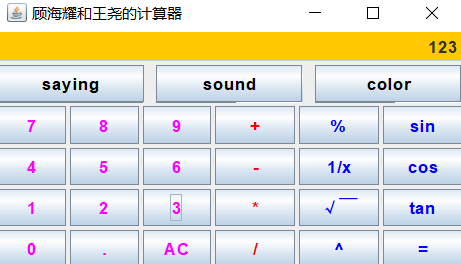 顾海耀和王尧的计算器
123
saying sound color
7 8 9 + % sin
4 5 6 - 1/x cos
1 2 3 * √‾ tan
0 . AC / ^ =